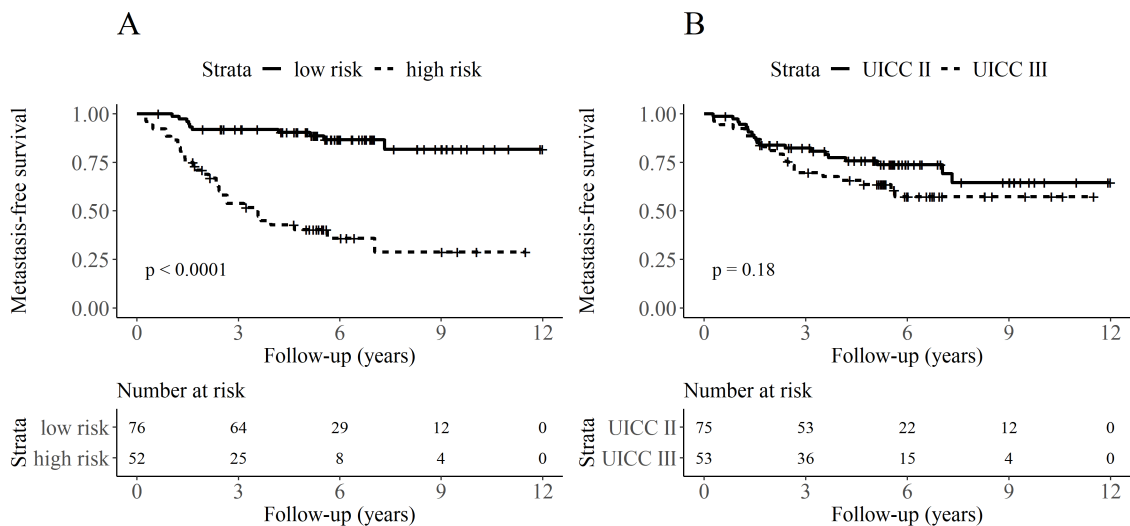 A
Strata low risk high risk
Metastasis-free survival
1.00
0.75
0.50
0.25
0.00
p < 0.0001
0 3 6 9 12
Follow-up (years)
Number at risk
Strata
low risk 76 64 29 12 0
high risk 52 25 8 4 0
0 3 6 9 12
Follow-up (years)
B
Strata UICC II UICC III
Metastasis-free survival
1.00
0.75
0.50
0.25
0.00
p = 0.18
0 3 6 9 12
Follow-up (years)
Number at risk
Strata
UICC II 75 53 22 12 0
UICC III 53 36 15 4 0
0 3 6 9 12
Follow-up (years)